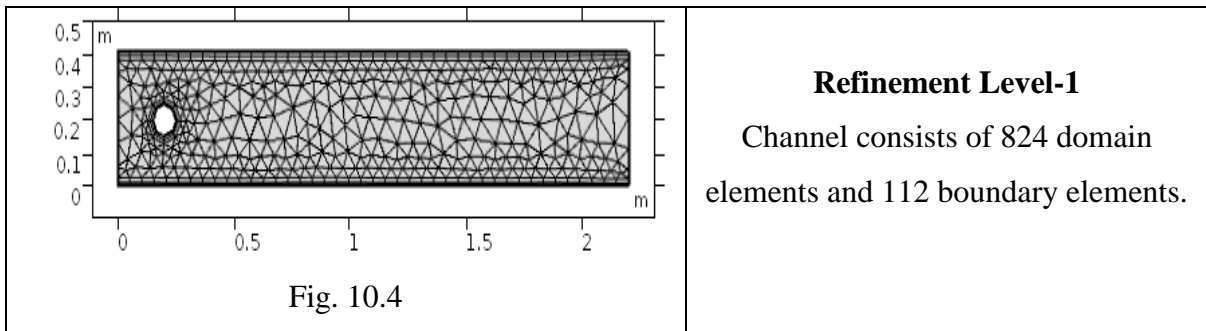 0.5 m
0.4
0.3
0.2
0.1
0
m
0 0.5 1 1.5 2
Fig. 10.4
Refinement Level-1
Channel consists of 824 domain
elements and 112 boundary elements.